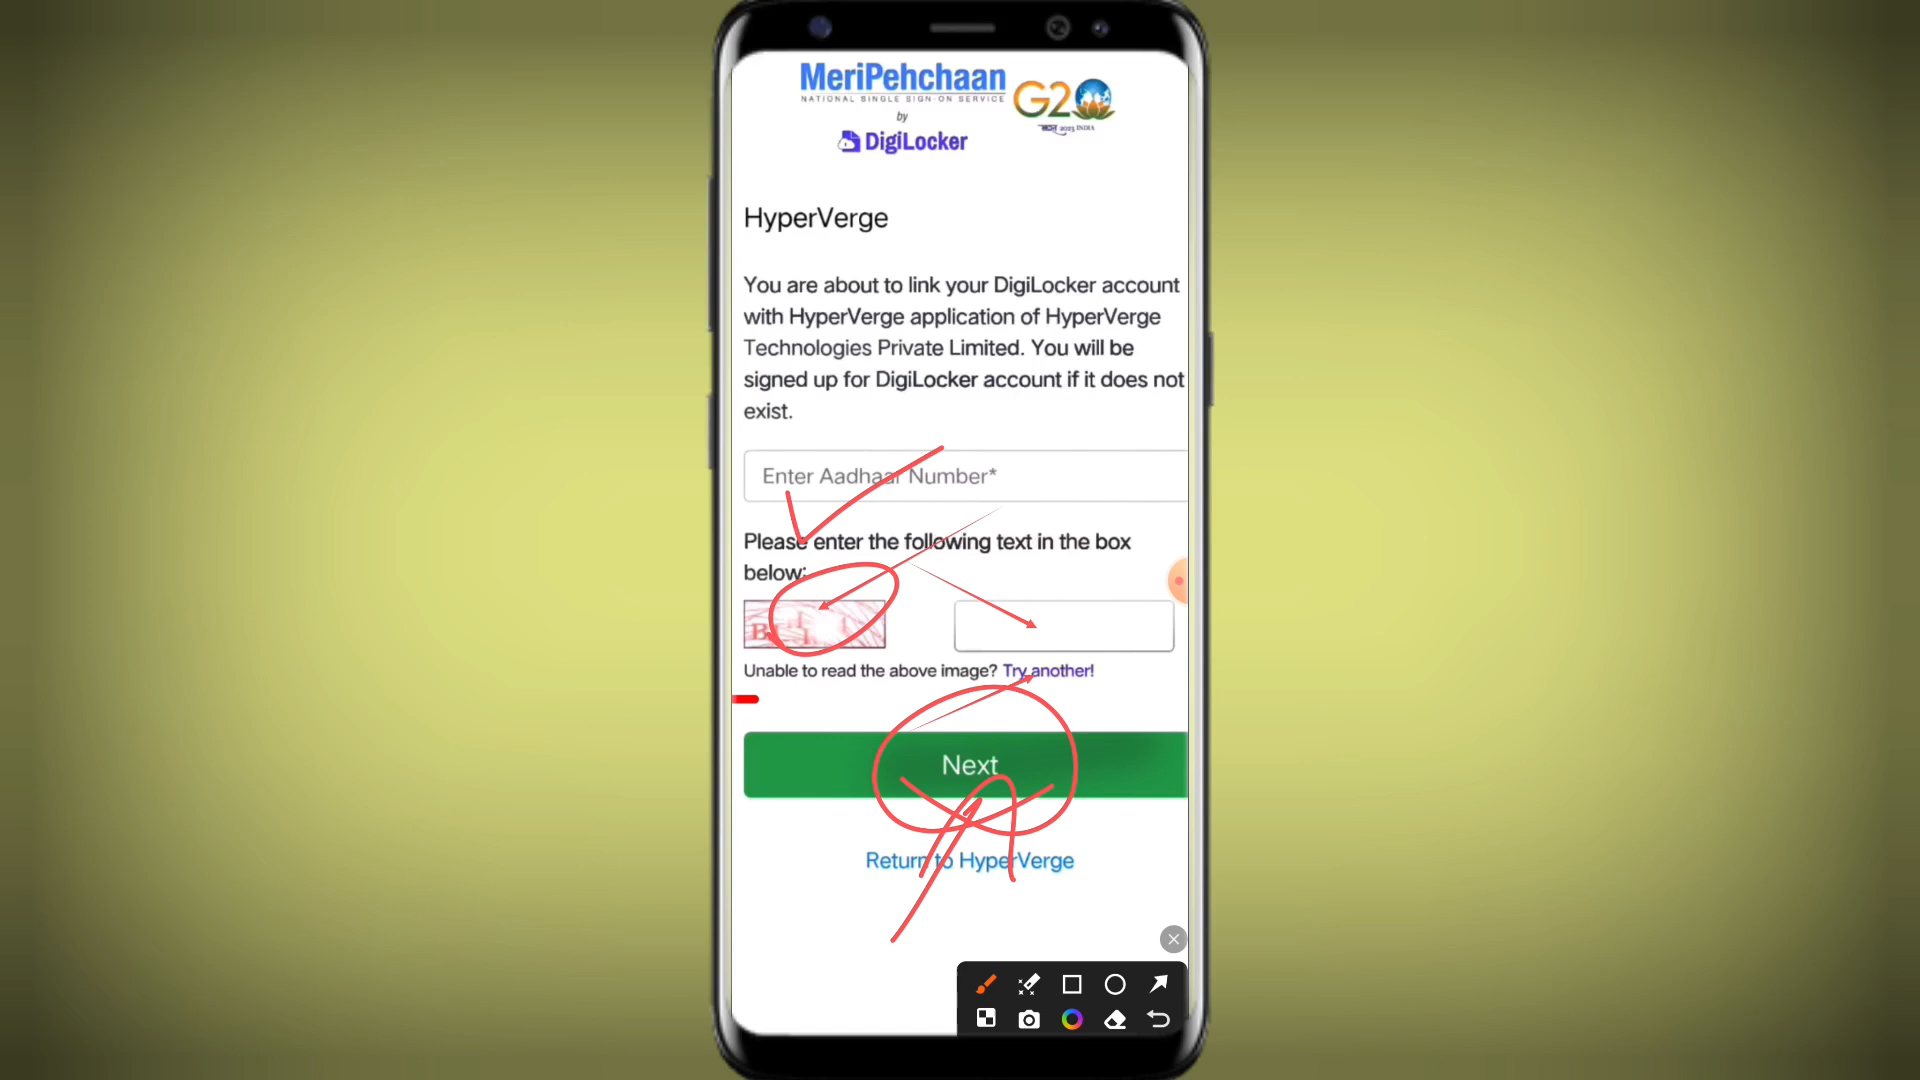 MeriPehchaan
NATIONAL SINGLE SIGN-ON SERVICE
by
DigiLocker
G20
2023 INDIA
HyperVerge
You are about to link your DigiLocker account
with HyperVerge application of HyperVerge
Technologies Private Limited. You will be
signed up for DigiLocker account if it does not
exist.
Enter Aadhaar Number*
Please enter the following text in the box
below:
Unable to read the above image? Try another!
Next
Return to HyperVerge